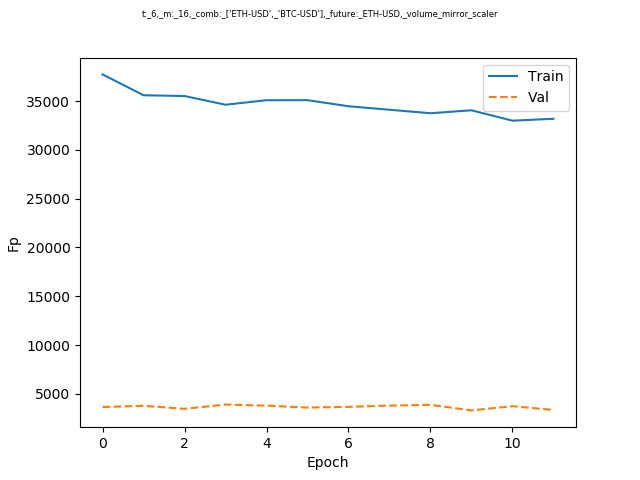 t:_6,_m:_16,_comb:_['ETH-USD',_'BTC-USD'],_future:_ETH-USD,_volume_mirror_scaler
Train
Val
35000
30000
25000
20000
15000
10000
5000
Fp
0 2 4 6 8 10
Epoch